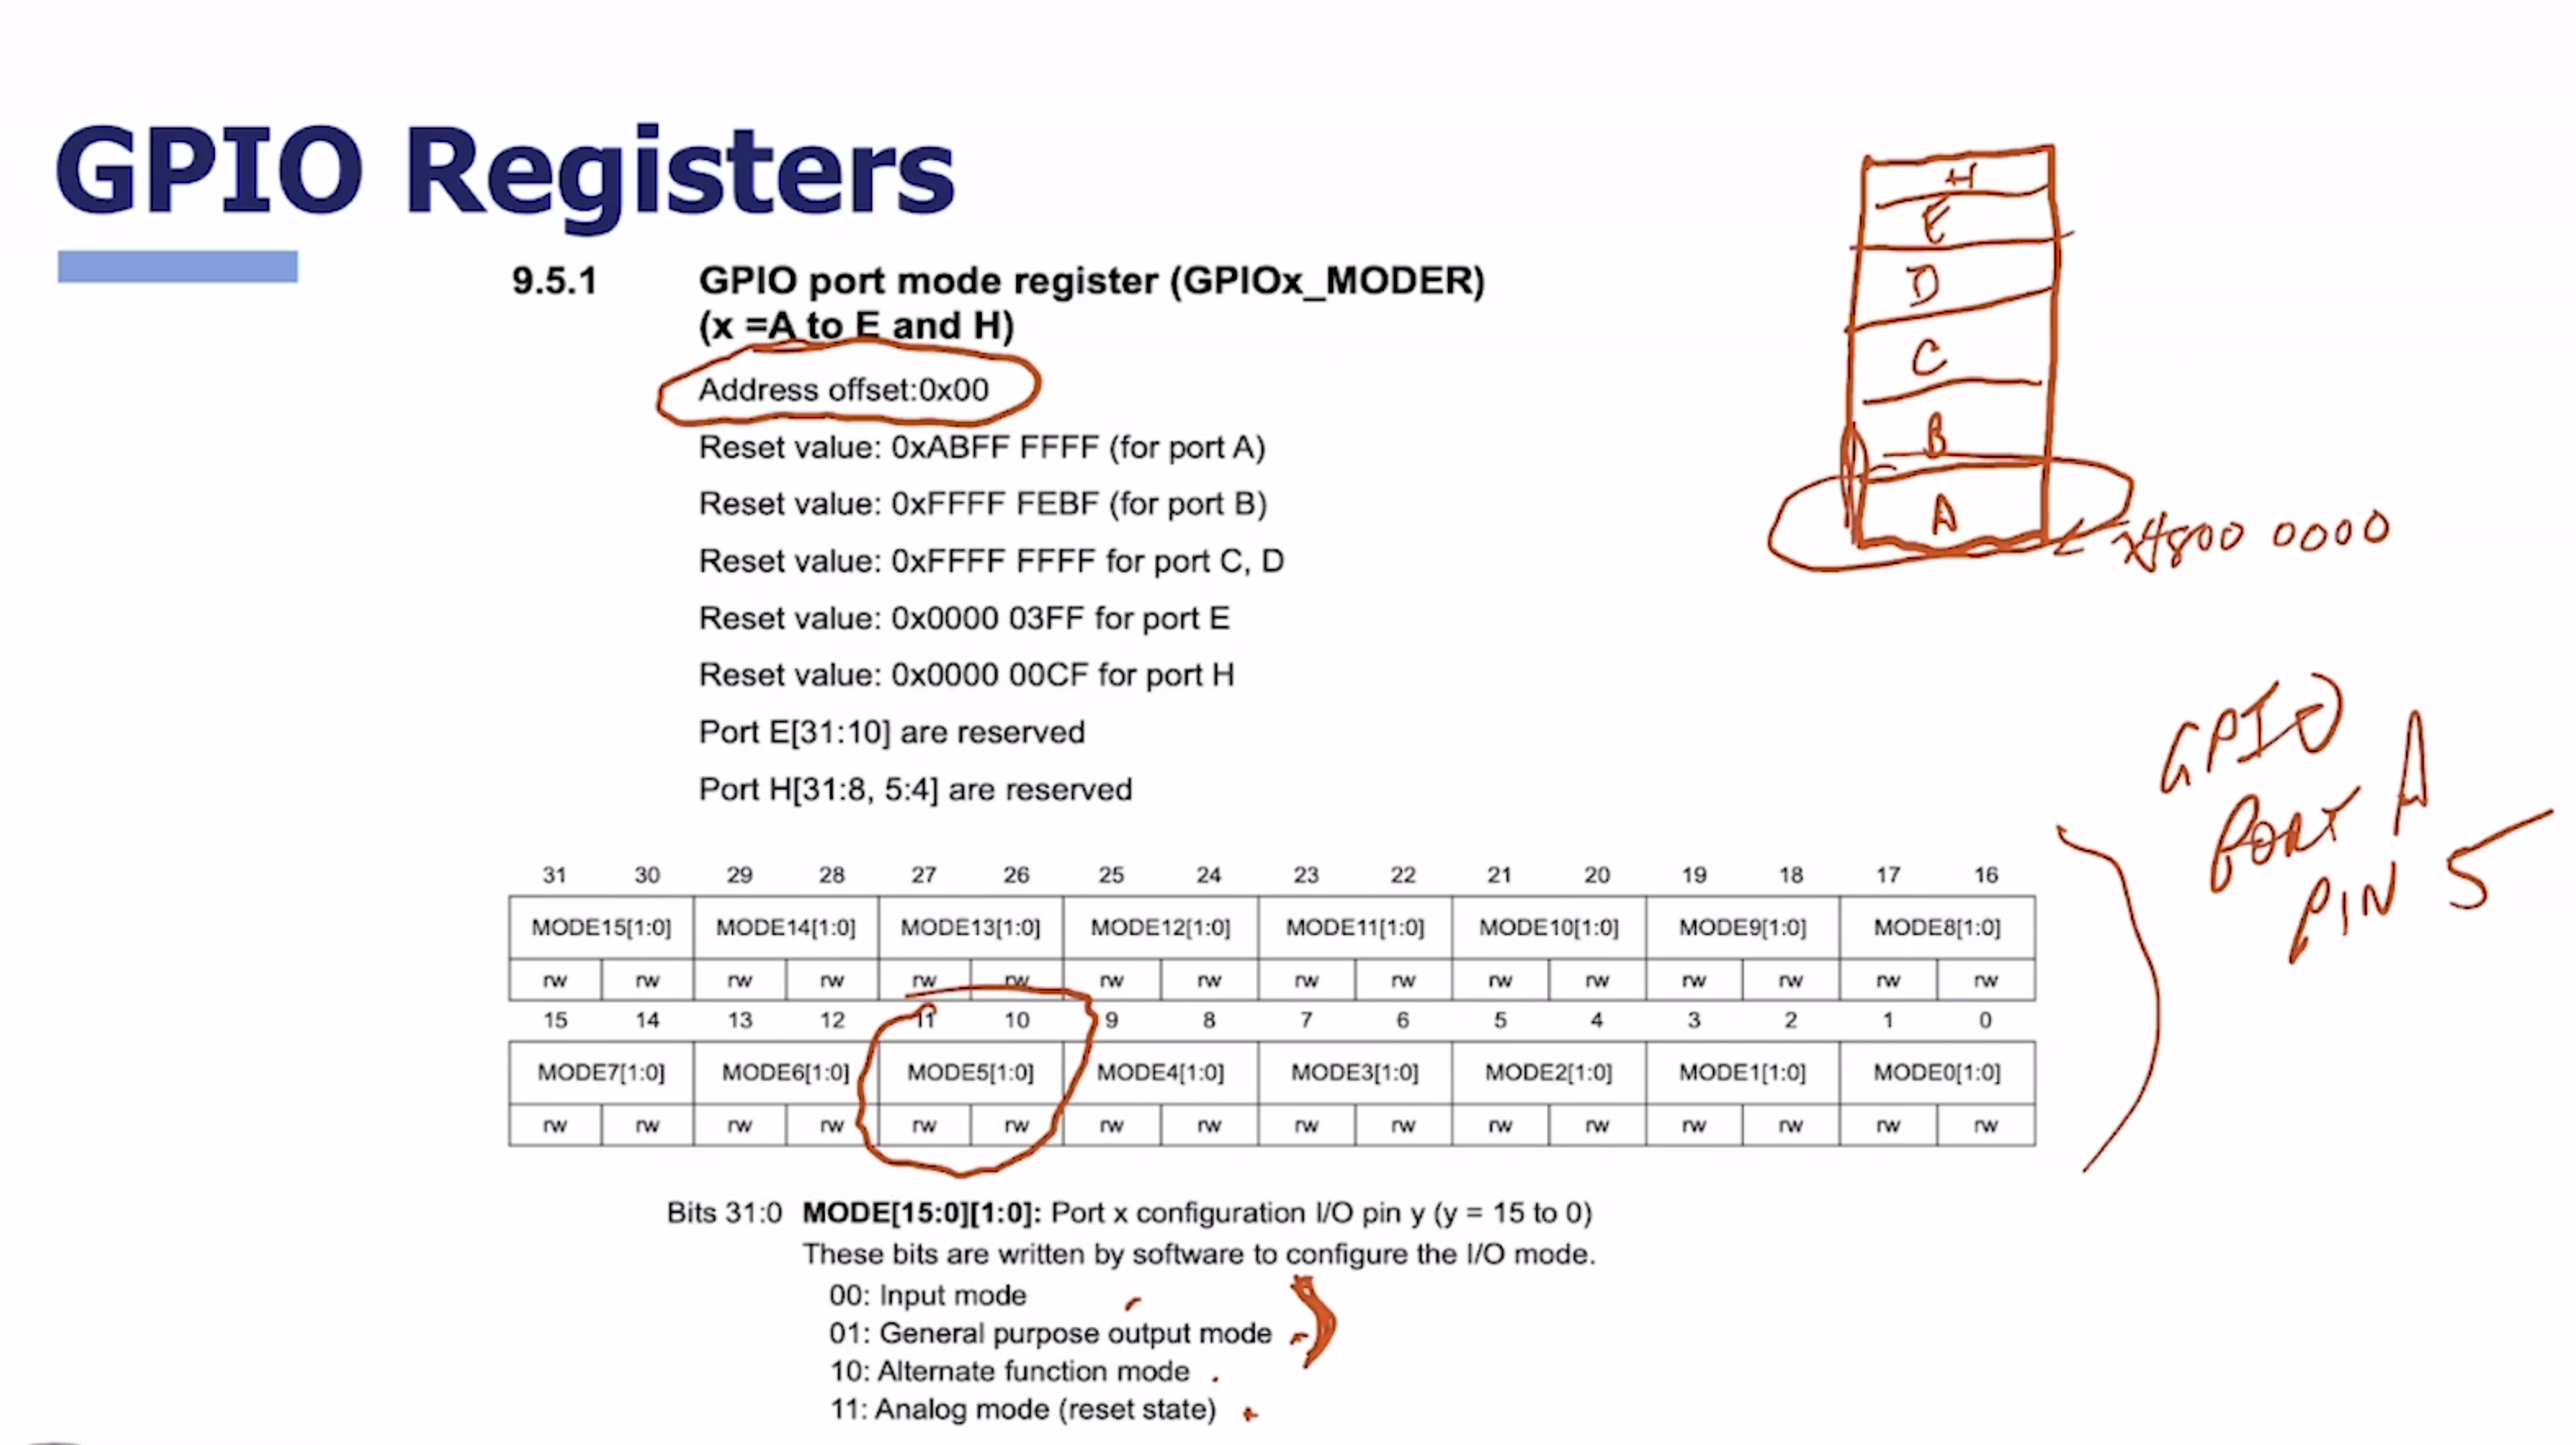 GPIO Registers
9.5.1 GPIO port mode register (GPIOx_MODER)
(x =A to E and H)
Address offset:0x00
Reset value: 0xABFF FFFF (for port A)
Reset value: 0xFFFF FEBF (for port B)
Reset value: 0xFFFF FFFF for port C, D
Reset value: 0x0000 03FF for port E
Reset value: 0x0000 00CF for port H
Port E[31:10] are reserved
Port H[31:8, 5:4] are reserved
H
E
D
C
B
A
x4800 0000
GPIO
PORT A
PIN 5
31 30 29 28 27 26 25 24 23 22 21 20 19 18 17 16
MODE15[1:0] MODE14[1:0] MODE13[1:0] MODE12[1:0] MODE11[1:0] MODE10[1:0] MODE9[1:0] MODE8[1:0]
rw rw rw rw rw rw rw rw rw rw rw rw rw rw rw rw
15 14 13 12 11 10 9 8 7 6 5 4 3 2 1 0
MODE7[1:0] MODE6[1:0] MODE5[1:0] MODE4[1:0] MODE3[1:0] MODE2[1:0] MODE1[1:0] MODE0[1:0]
rw rw rw rw rw rw rw rw rw rw rw rw rw rw rw rw
Bits 31:0 MODE[15:0][1:0]: Port x configuration I/O pin y (y = 15 to 0)
These bits are written by software to configure the I/O mode.
00: Input mode
01: General purpose output mode
10: Alternate function mode
11: Analog mode (reset state)